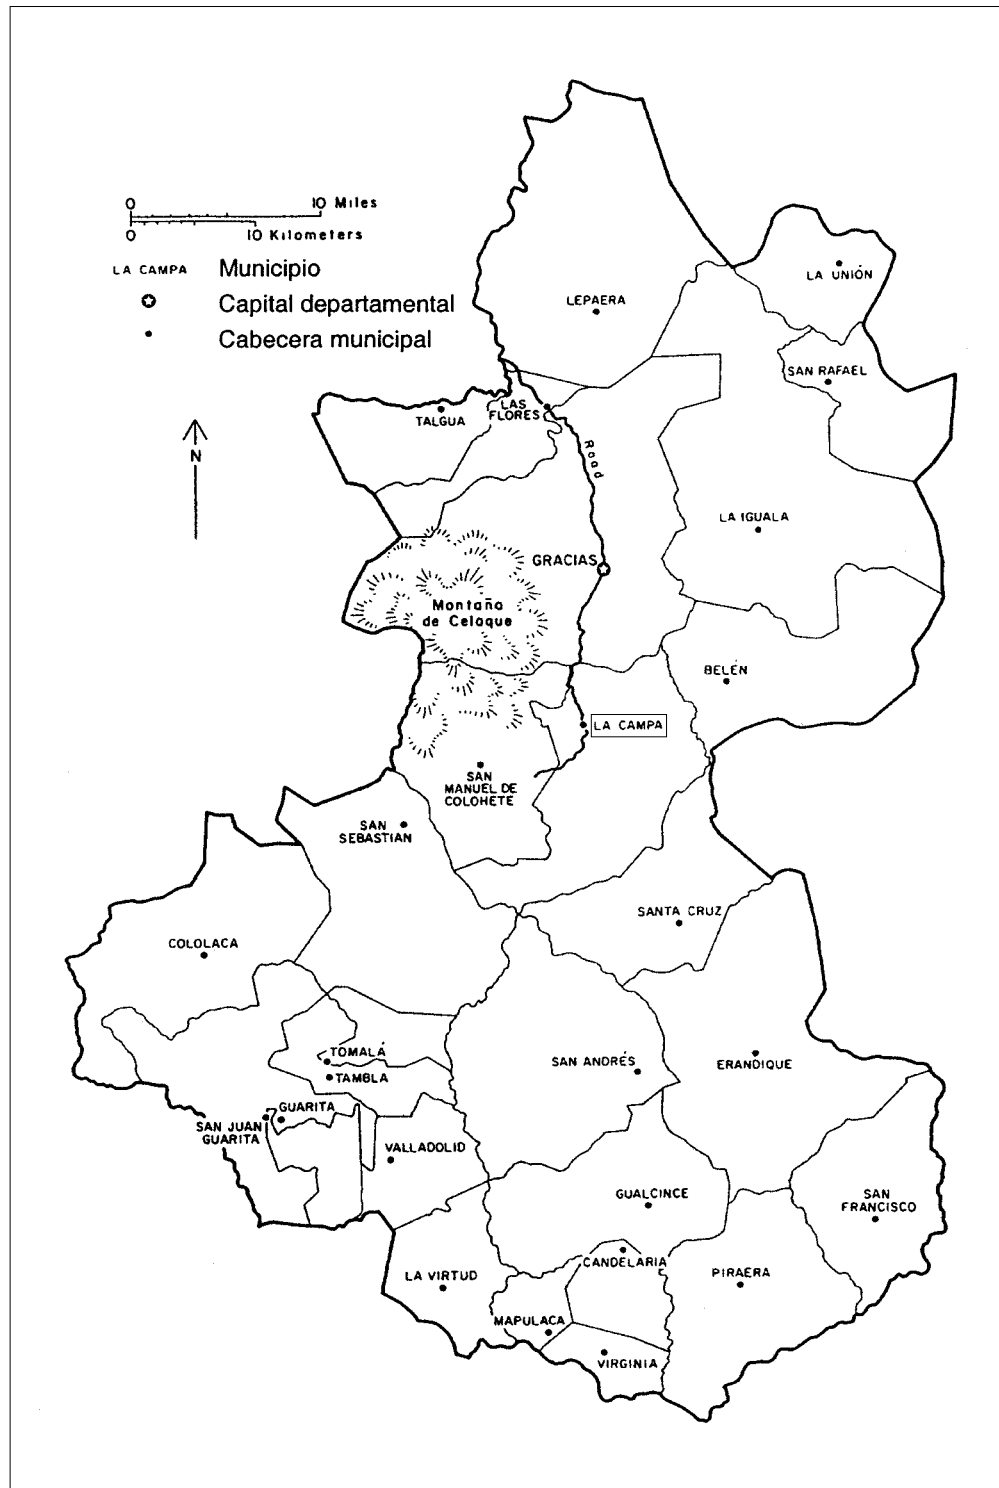 0 10 Miles
0 10 Kilometers
LA CAMPA Municipio
Capital departamental
Cabecera municipal
N
LA UNIÓN
LEPAERA
SAN RAFAEL
LAS
FLORES
TALGUA
Road
LA IGUALA
GRACIAS
Montaña
de Celaque
BELÉN
LA CAMPA
SAN
MANUEL DE
COLOHETE
SAN
SEBASTIAN
SANTA CRUZ
COLOLACA
TOMALÁ
SAN ANDRÉS
ERANDIQUE
TAMBLA
GUARITA
SAN JUAN
GUARITA
VALLADOLID
GUALCINCE
SAN
FRANCISCO
CANDELARIA
LA VIRTUD
PIRAERA
MAPULACA
VIRGINIA